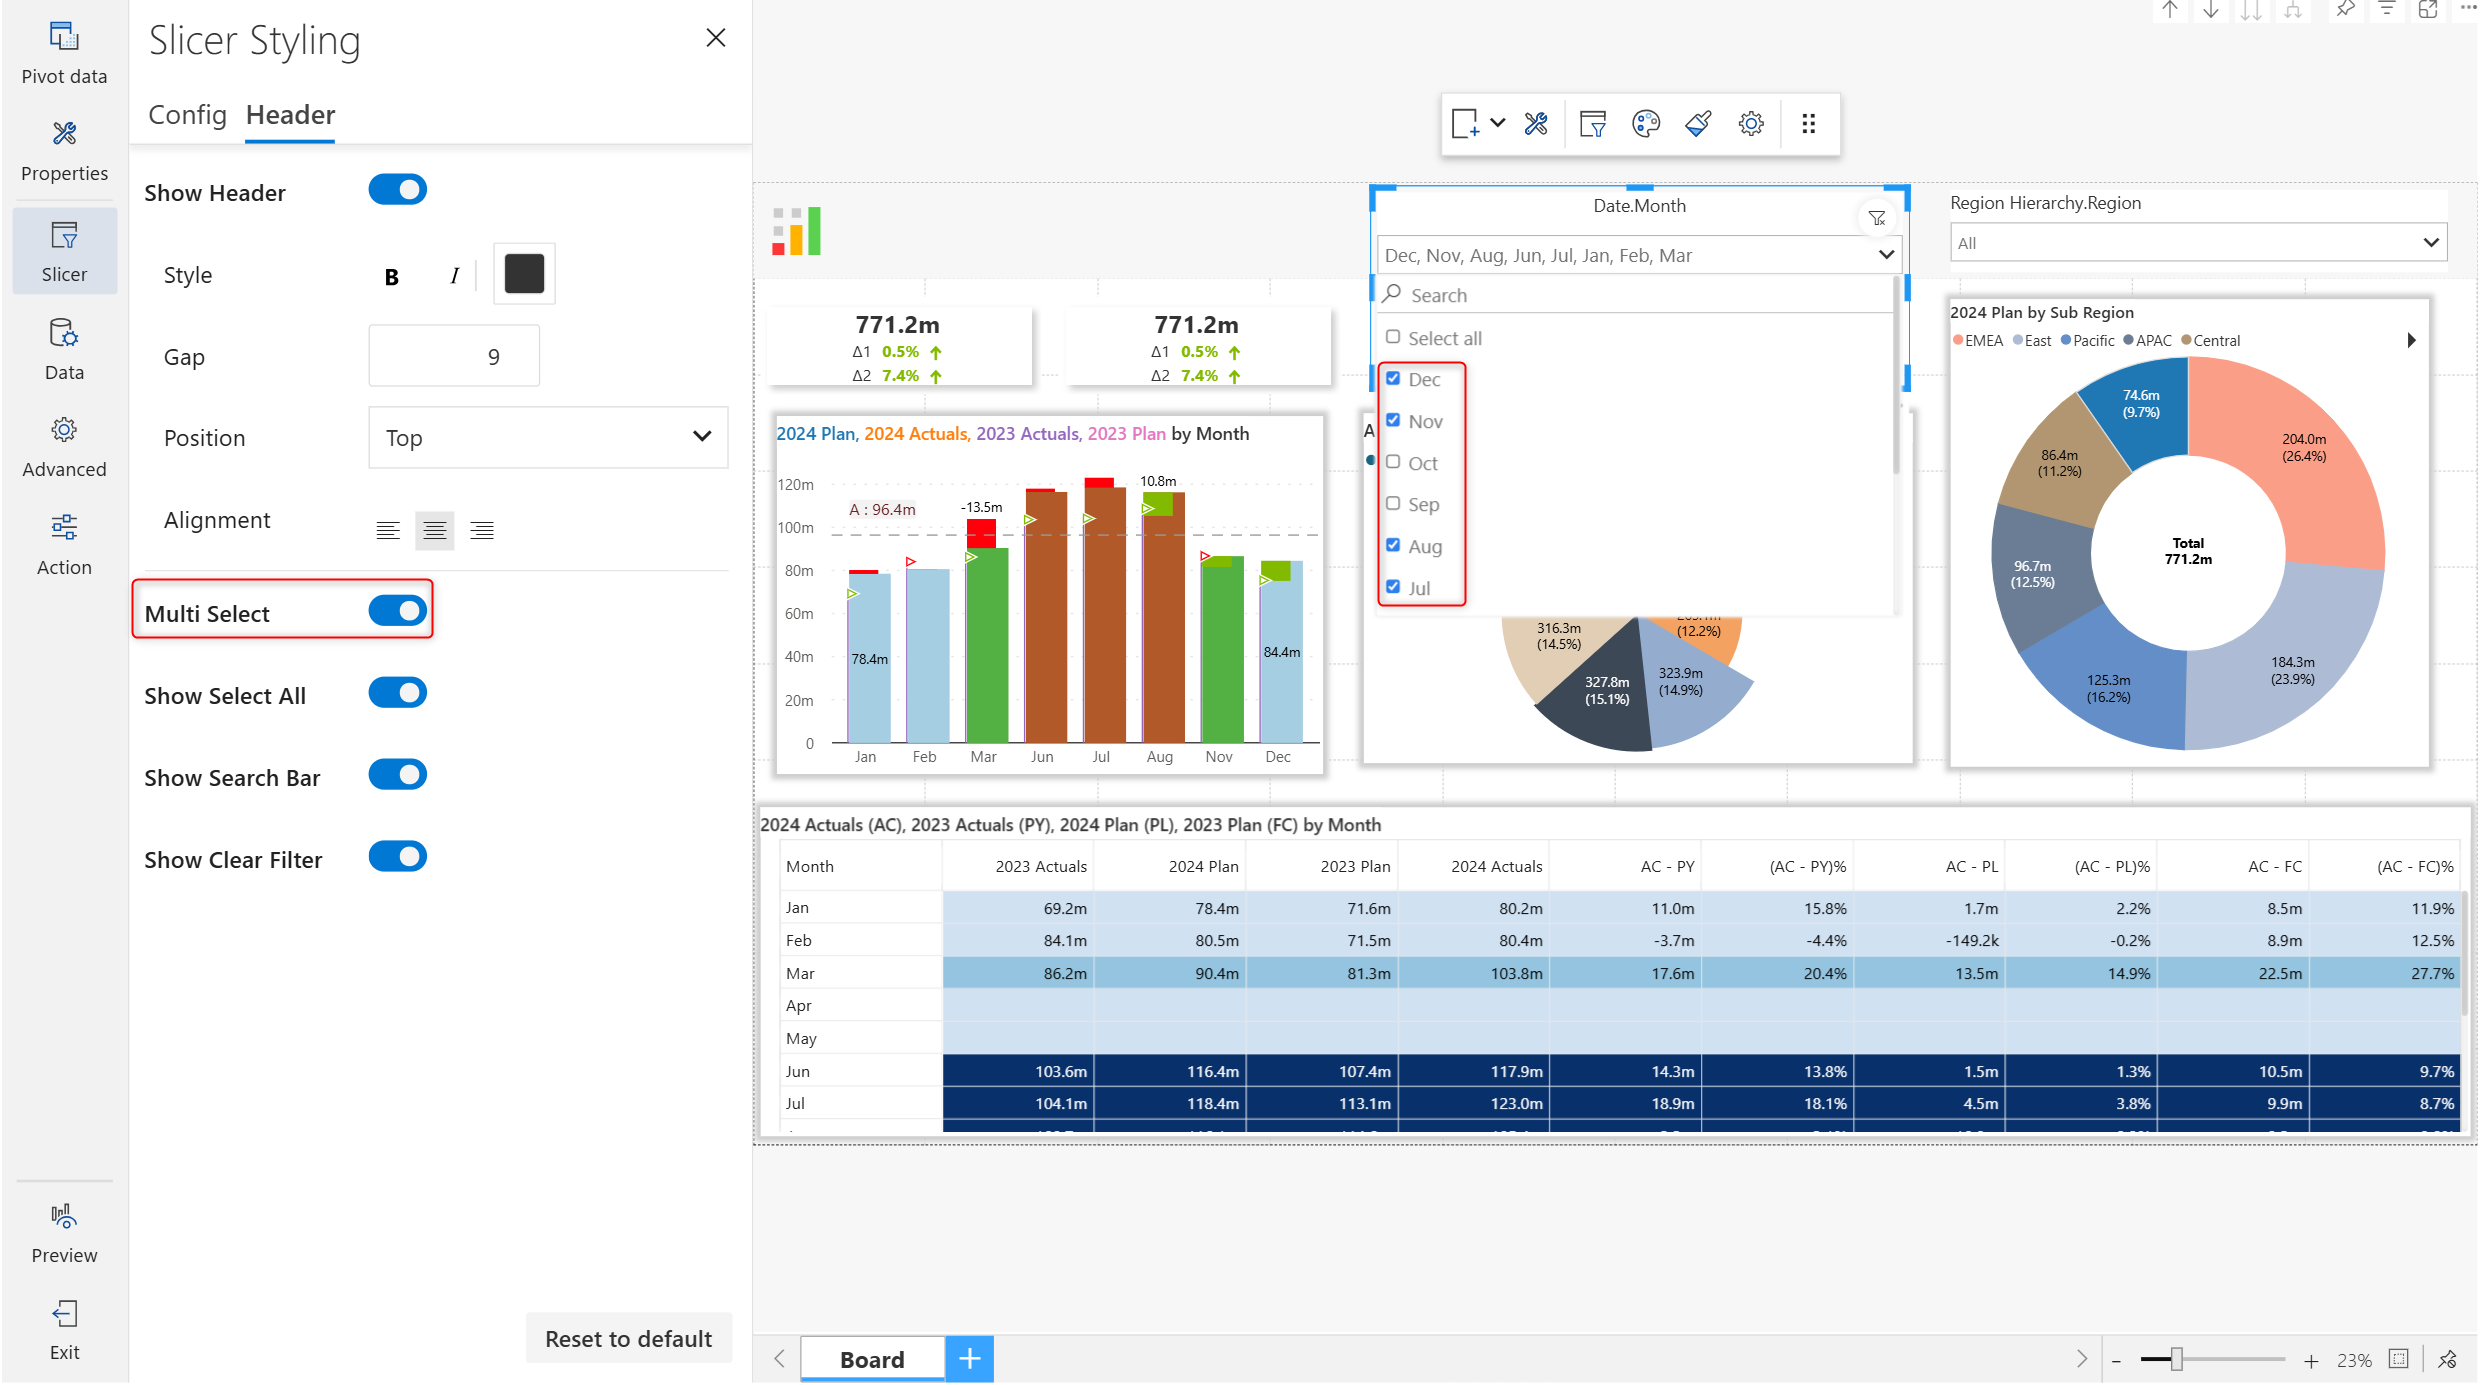 Pivot data
Properties
Slicer
Data
Advanced
Action
Preview
Exit
Slicer Styling
Config Header
Show Header
Style B I
Gap 9
Position Top
Alignment
Multi Select
Show Select All
Show Search Bar
Show Clear Filter
Reset to default
Date.Month
Dec, Nov, Aug, Jun, Jul, Jan, Feb, Mar
Search
Select all
Dec
Nov
Oct
Sep
Aug
Jul
Region Hierarchy.Region
All
771.2m
Δ1 0.5%
Δ2 7.4%
771.2m
Δ1 0.5%
Δ2 7.4%
2024 Plan, 2024 Actuals, 2023 Actuals, 2023 Plan by Month
120m
100m
80m
60m
40m
20m
0
A : 96.4m
-13.5m
10.8m
78.4m
84.4m
Jan Feb Mar Jun Jul Aug Nov Dec
A
316.3m
(14.5%)
327.8m
(15.1%)
323.9m
(14.9%)
(12.2%)
2024 Plan by Sub Region
EMEA East Pacific APAC Central
74.6m
(9.7%)
204.0m
(26.4%)
86.4m
(11.2%)
96.7m
(12.5%)
Total
771.2m
125.3m
(16.2%)
184.3m
(23.9%)
2024 Actuals (AC), 2023 Actuals (PY), 2024 Plan (PL), 2023 Plan (FC) by Month
Month 2023 Actuals 2024 Plan 2023 Plan 2024 Actuals AC - PY (AC - PY)% AC - PL (AC - PL)% AC - FC (AC - FC)%
Jan 69.2m 78.4m 71.6m 80.2m 11.0m 15.8% 1.7m 2.2% 8.5m 11.9%
Feb 84.1m 80.5m 71.5m 80.4m -3.7m -4.4% -149.2k -0.2% 8.9m 12.5%
Mar 86.2m 90.4m 81.3m 103.8m 17.6m 20.4% 13.5m 14.9% 22.5m 27.7%
Apr
May
Jun 103.6m 116.4m 107.4m 117.9m 14.3m 13.8% 1.5m 1.3% 10.5m 9.7%
Jul 104.1m 118.4m 113.1m 123.0m 18.9m 18.1% 4.5m 3.8% 9.9m 8.7%
Board
23%